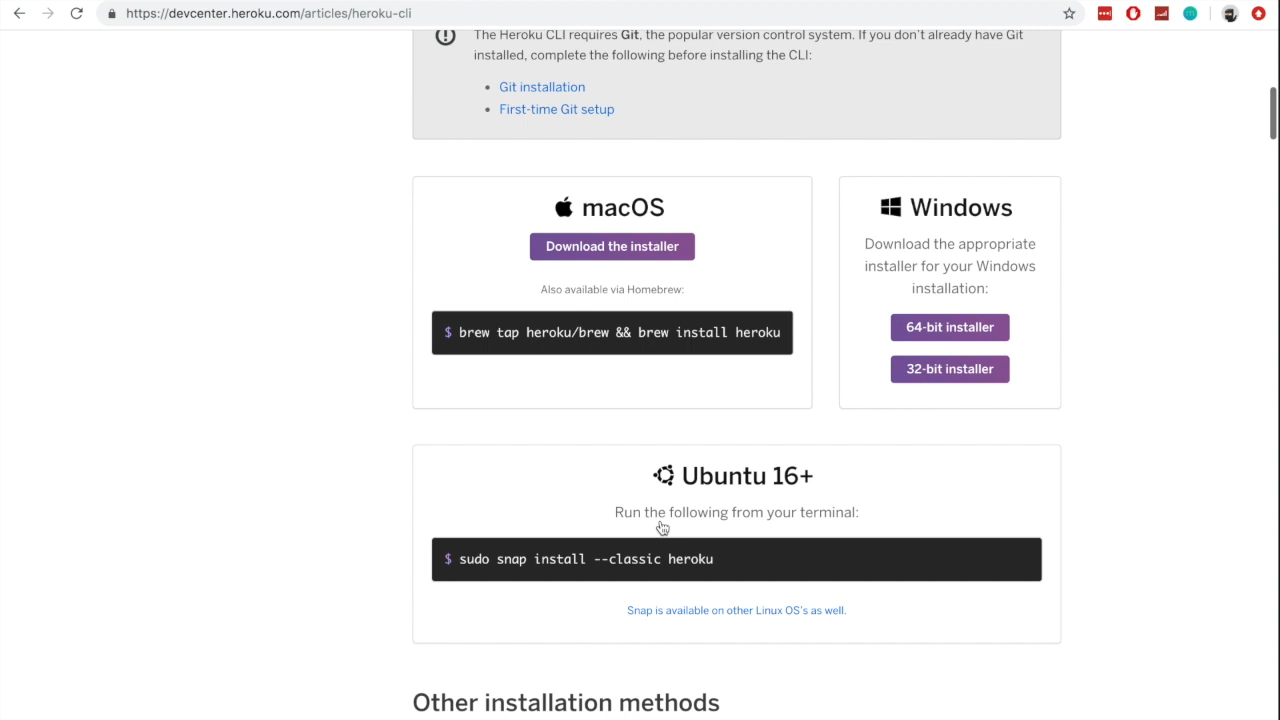 https://devcenter.heroku.com/articles/heroku-cli
The Heroku CLI requires Git, the popular version control system. If you don't already have Git
installed, complete the following before installing the CLI:
• Git installation
• First-time Git setup
macOS
Download the installer
Also available via Homebrew:
$ brew tap heroku/brew && brew install heroku
Windows
Download the appropriate
installer for your Windows
installation:
64-bit installer
32-bit installer
Ubuntu 16+
Run the following from your terminal:
$ sudo snap install --classic heroku
Snap is available on other Linux OS's as well.
Other installation methods